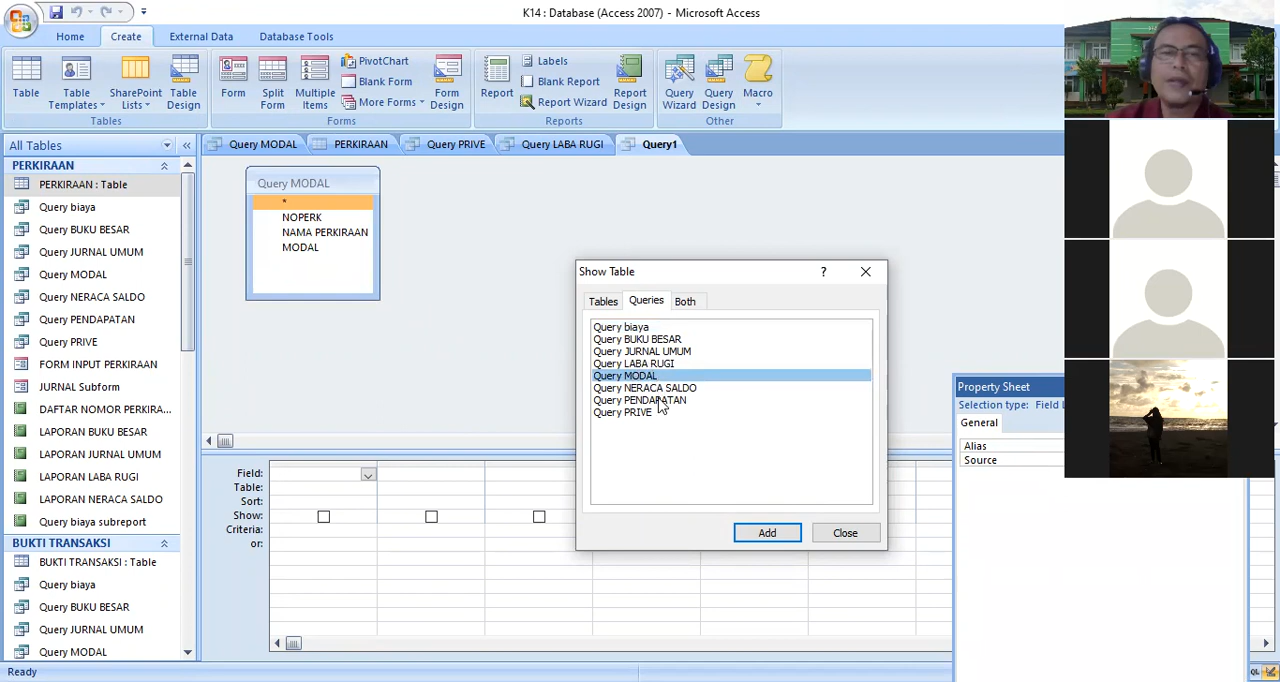 K14 : Database (Access 2007) - Microsoft Access
Home Create External Data Database Tools
Table
Table Templates
SharePoint Lists
Table Design
Tables
Form
Split Form
Multiple Items
PivotChart
Blank Form
More Forms
Form Design
Forms
Report
Labels
Blank Report
Report Wizard
Report Design
Reports
Query Wizard
Query Design
Macro
Other
All Tables
PERKIRAAN
PERKIRAAN : Table
Query biaya
Query BUKU BESAR
Query JURNAL UMUM
Query MODAL
Query NERACA SALDO
Query PENDAPATAN
Query PRIVE
FORM INPUT PERKIRAAN
JURNAL Subform
DAFTAR NOMOR PERKIRA...
LAPORAN BUKU BESAR
LAPORAN JURNAL UMUM
LAPORAN LABA RUGI
LAPORAN NERACA SALDO
Query biaya subreport
BUKTI TRANSAKSI
BUKTI TRANSAKSI : Table
Query biaya
Query BUKU BESAR
Query JURNAL UMUM
Query MODAL
Query MODAL PERKIRAAN Query PRIVE Query LABA RUGI Query1
Query MODAL
*
NOPERK
NAMA PERKIRAAN
MODAL
Show Table
?
Tables Queries Both
Query biaya
Query BUKU BESAR
Query JURNAL UMUM
Query LABA RUGI
Query MODAL
Query NERACA SALDO
Query PENDAPATAN
Query PRIVE
Add Close
Field:
Table:
Sort:
Show:
Criteria:
or:
Property Sheet
Selection type: Field
General
Alias
Source
Ready